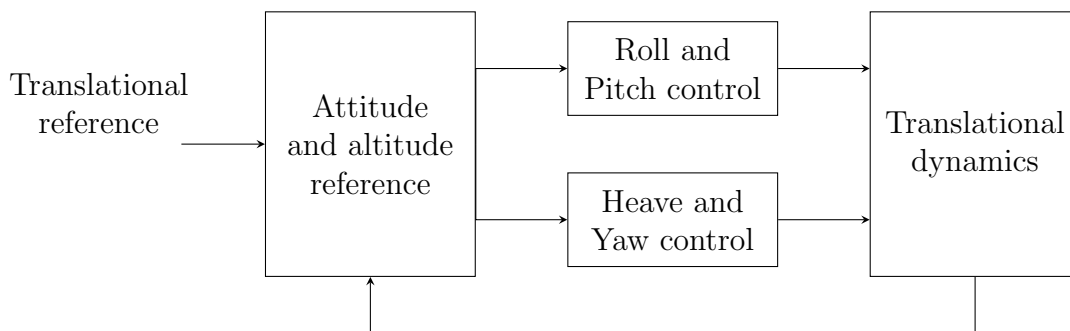 Translational
reference
Attitude
and altitude
reference
Roll and
Pitch control
Heave and
Yaw control
Translational
dynamics